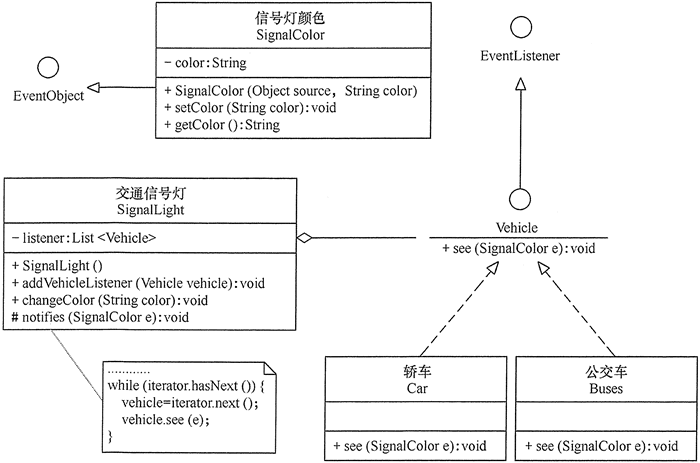 信号灯颜色
SignalColor
− color:String
+ SignalColor (Object source, String color)
+ setColor (String color):void
+ getColor ():String
EventObject
EventListener
交通信号灯
SignalLight
− listener:List <Vehicle>
+ SignalLight ()
+ addVehicleListener (Vehicle vehicle):void
+ changeColor (String color):void
# notifies (SignalColor e):void
Vehicle
+ see (SignalColor e):void
............
while (iterator.hasNext ()) {
vehicle=iterator.next ();
vehicle.see (e);
}
轿车
Car
+ see (SignalColor e):void
公交车
Buses
+ see (SignalColor e):void